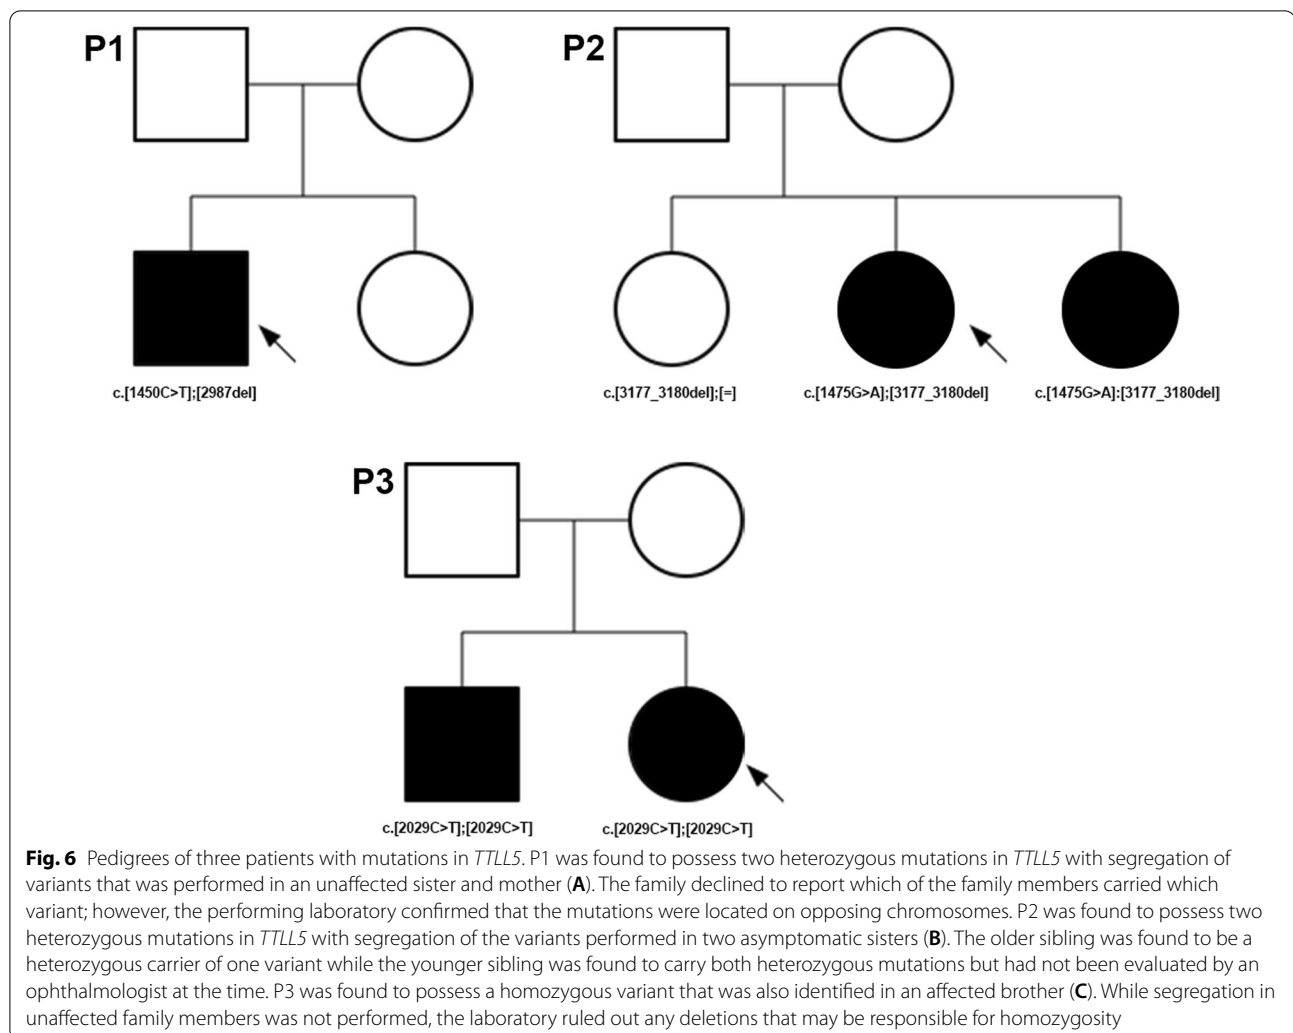 P1
P2
c.[1450C>T];[2987del]
c.[3177_3180del];[=]
c.[1475G>A];[3177_3180del]
c.[1475G>A]:[3177_3180del]
P3
c.[2029C>T];[2029C>T]
c.[2029C>T];[2029C>T]
Fig. 6 Pedigrees of three patients with mutations in TTLL5. P1 was found to possess two heterozygous mutations in TTLL5 with segregation of
variants that was performed in an unaffected sister and mother (A). The family declined to report which of the family members carried which
variant; however, the performing laboratory confirmed that the mutations were located on opposing chromosomes. P2 was found to possess two
heterozygous mutations in TTLL5 with segregation of the variants performed in two asymptomatic sisters (B). The older sibling was found to be a
heterozygous carrier of one variant while the younger sibling was found to carry both heterozygous mutations but had not been evaluated by an
ophthalmologist at the time. P3 was found to possess a homozygous variant that was also identified in an affected brother (C). While segregation in
unaffected family members was not performed, the laboratory ruled out any deletions that may be responsible for homozygosity